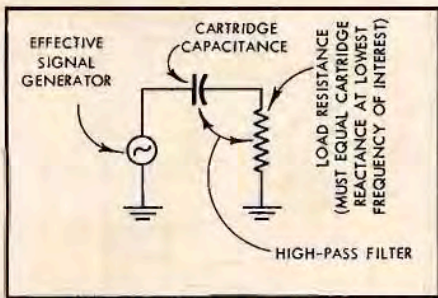 EFFECTIVE
SIGNAL
GENERATOR
CARTRIDGE
CAPACITANCE
LOAD RESISTANCE
(MUST EQUAL CARTRIDGE
REACTANCE AT LOWEST
FREQUENCY OF INTEREST)
HIGH-PASS FILTER